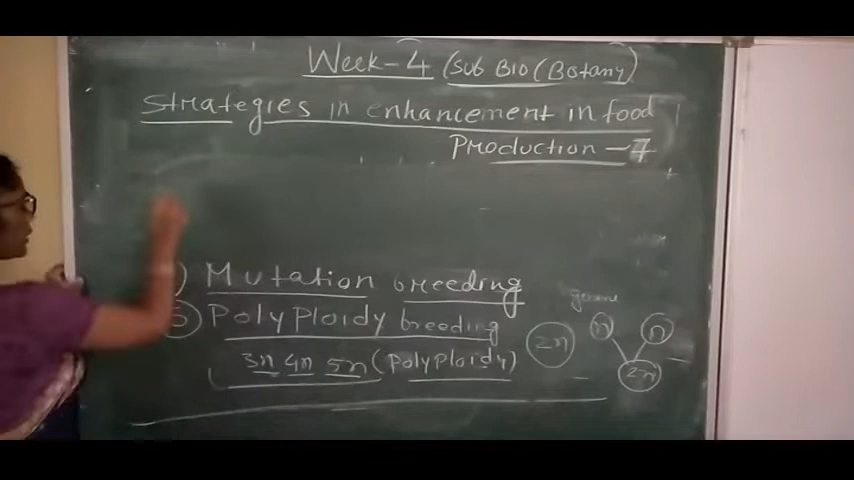 Week-4 (Sub Bio (Botany)
Strategies in enhancement in food
Production - 7
) Mutation breeding
5) Polyploidy breeding
3n 4n 5n (Polyploidy)
2n
n n
2n